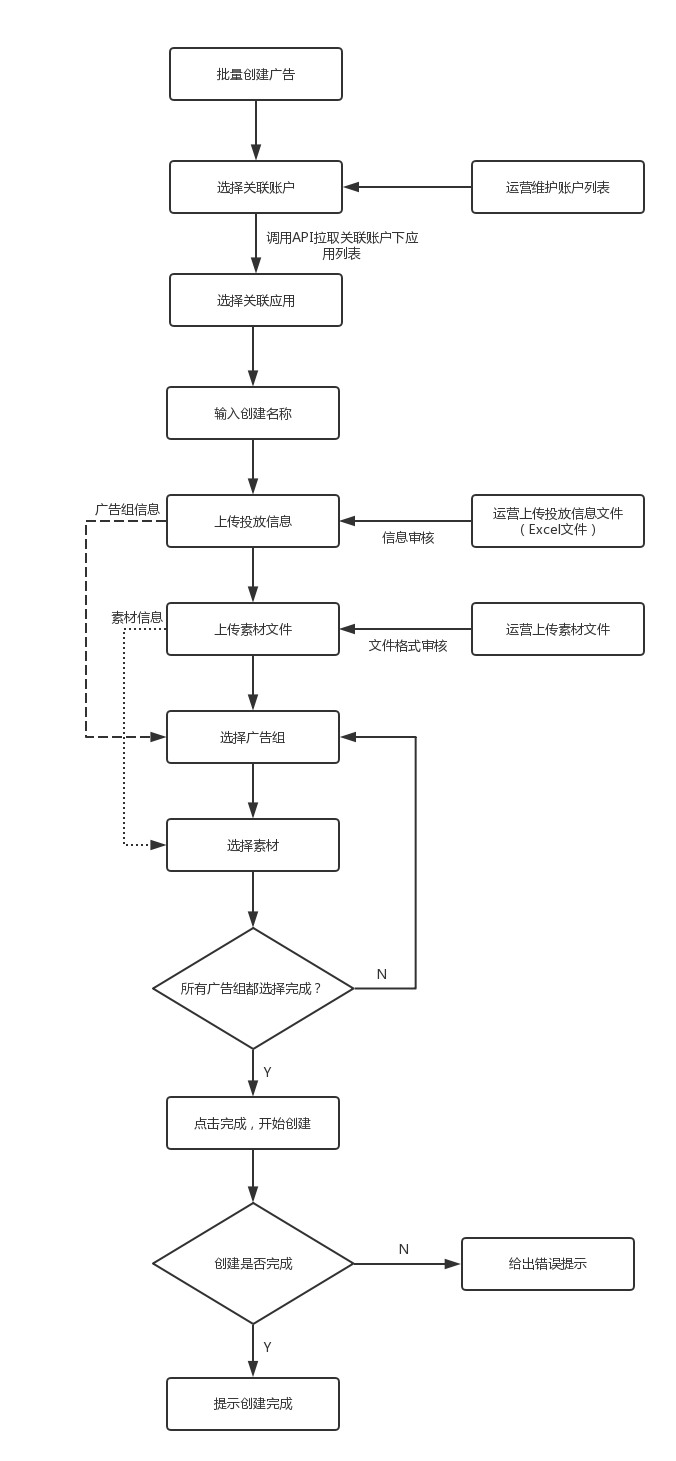 批量创建广告
选择关联账户
运营维护账户列表
调用API拉取关联账户下应
用列表
选择关联应用
输入创建名称
广告组信息
上传投放信息
信息审核
运营上传投放信息文件
（Excel文件）
素材信息
上传素材文件
文件格式审核
运营上传素材文件
选择广告组
选择素材
所有广告组都选择完成？
N
Y
点击完成，开始创建
创建是否完成
N
给出错误提示
Y
提示创建完成